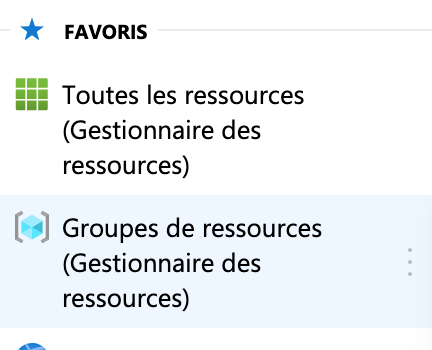 FAVORIS
Toutes les ressources
(Gestionnaire des
ressources)
Groupes de ressources
(Gestionnaire des
ressources)